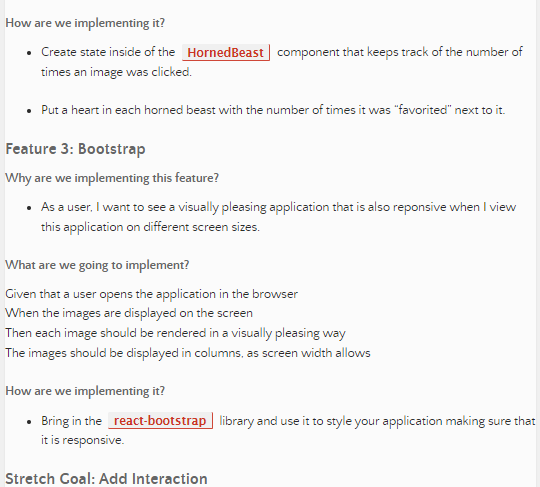 How are we implementing it?
• Create state inside of the HornedBeast component that keeps track of the number of
times an image was clicked.
• Put a heart in each horned beast with the number of times it was “favorited” next to it.
Feature 3: Bootstrap
Why are we implementing this feature?
• As a user, I want to see a visually pleasing application that is also reponsive when I view
this application on different screen sizes.
What are we going to implement?
Given that a user opens the application in the browser
When the images are displayed on the screen
Then each image should be rendered in a visually pleasing way
The images should be displayed in columns, as screen width allows
How are we implementing it?
• Bring in the react-bootstrap library and use it to style your application making sure that
it is responsive.
Stretch Goal: Add Interaction